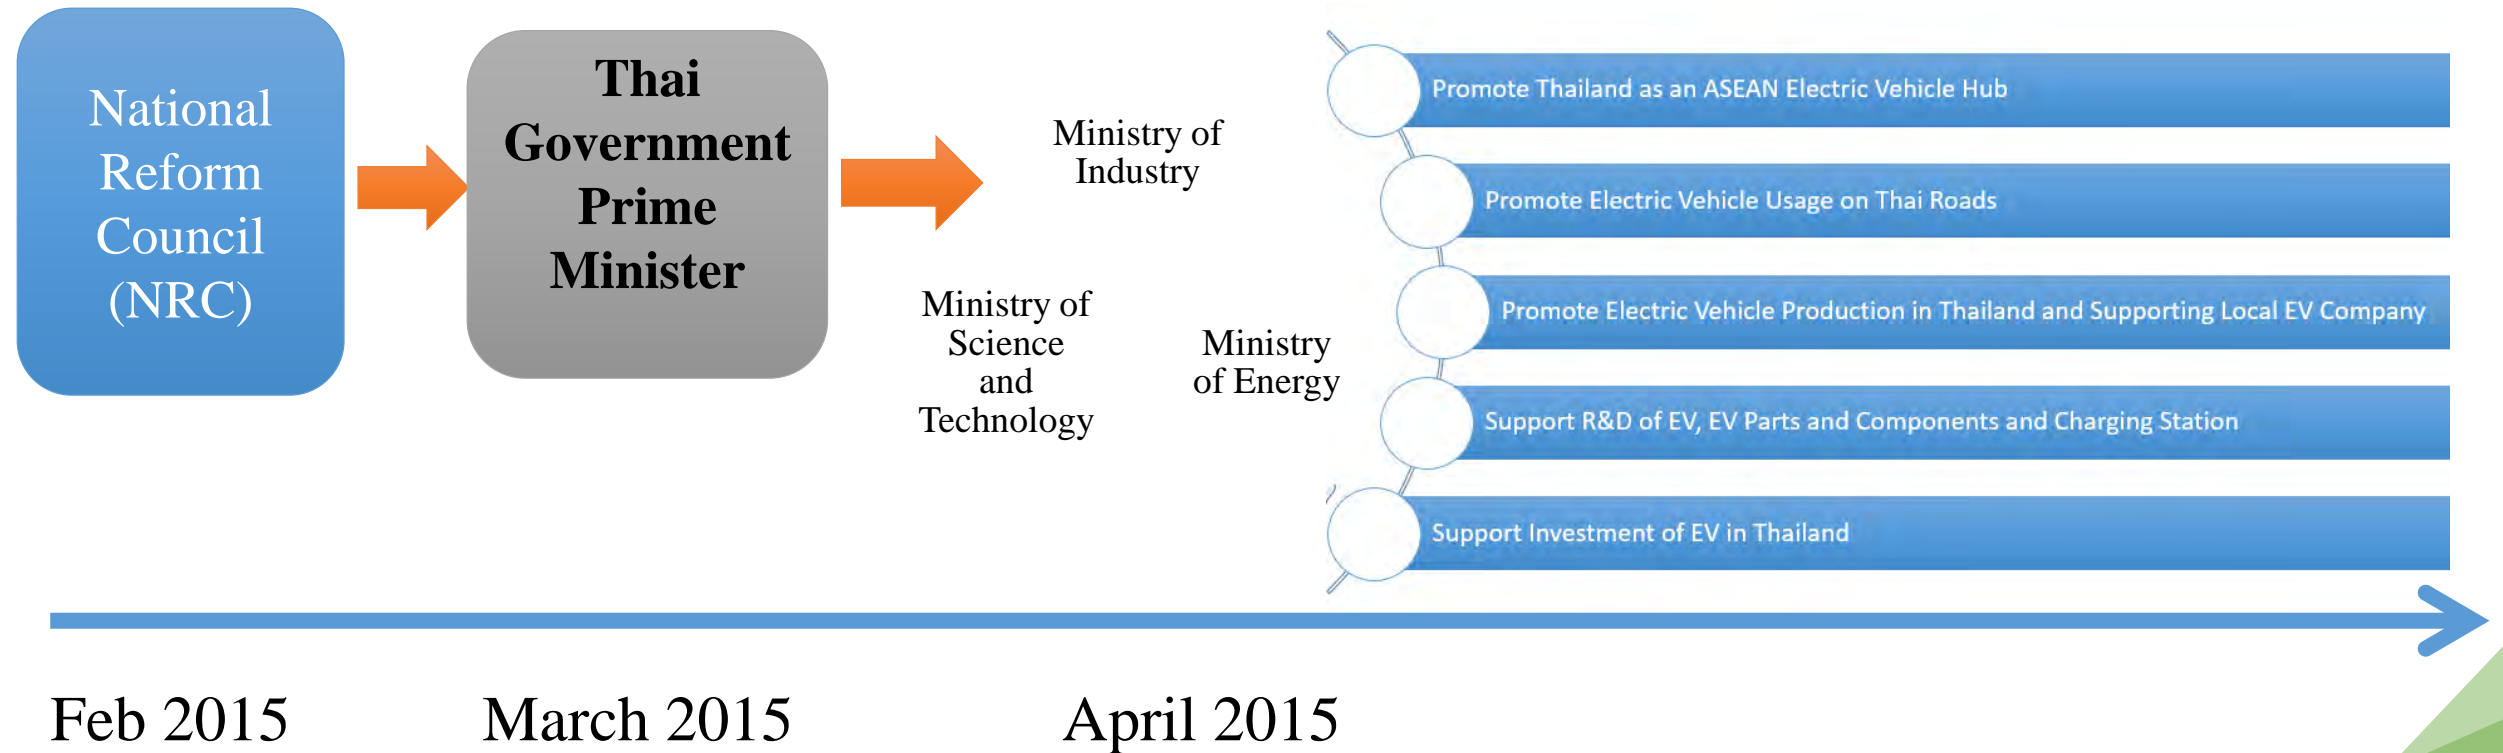 National
Reform
Council
(NRC)
Thai
Government
Prime
Minister
Ministry of
Industry
Ministry of
Science
and
Technology
Ministry
of Energy
Promote Thailand as an ASEAN Electric Vehicle Hub
Promote Electric Vehicle Usage on Thai Roads
Promote Electric Vehicle Production in Thailand and Supporting Local EV Company
Support R&D of EV, EV Parts and Components and Charging Station
Support Investment of EV in Thailand
Feb 2015
March 2015
April 2015